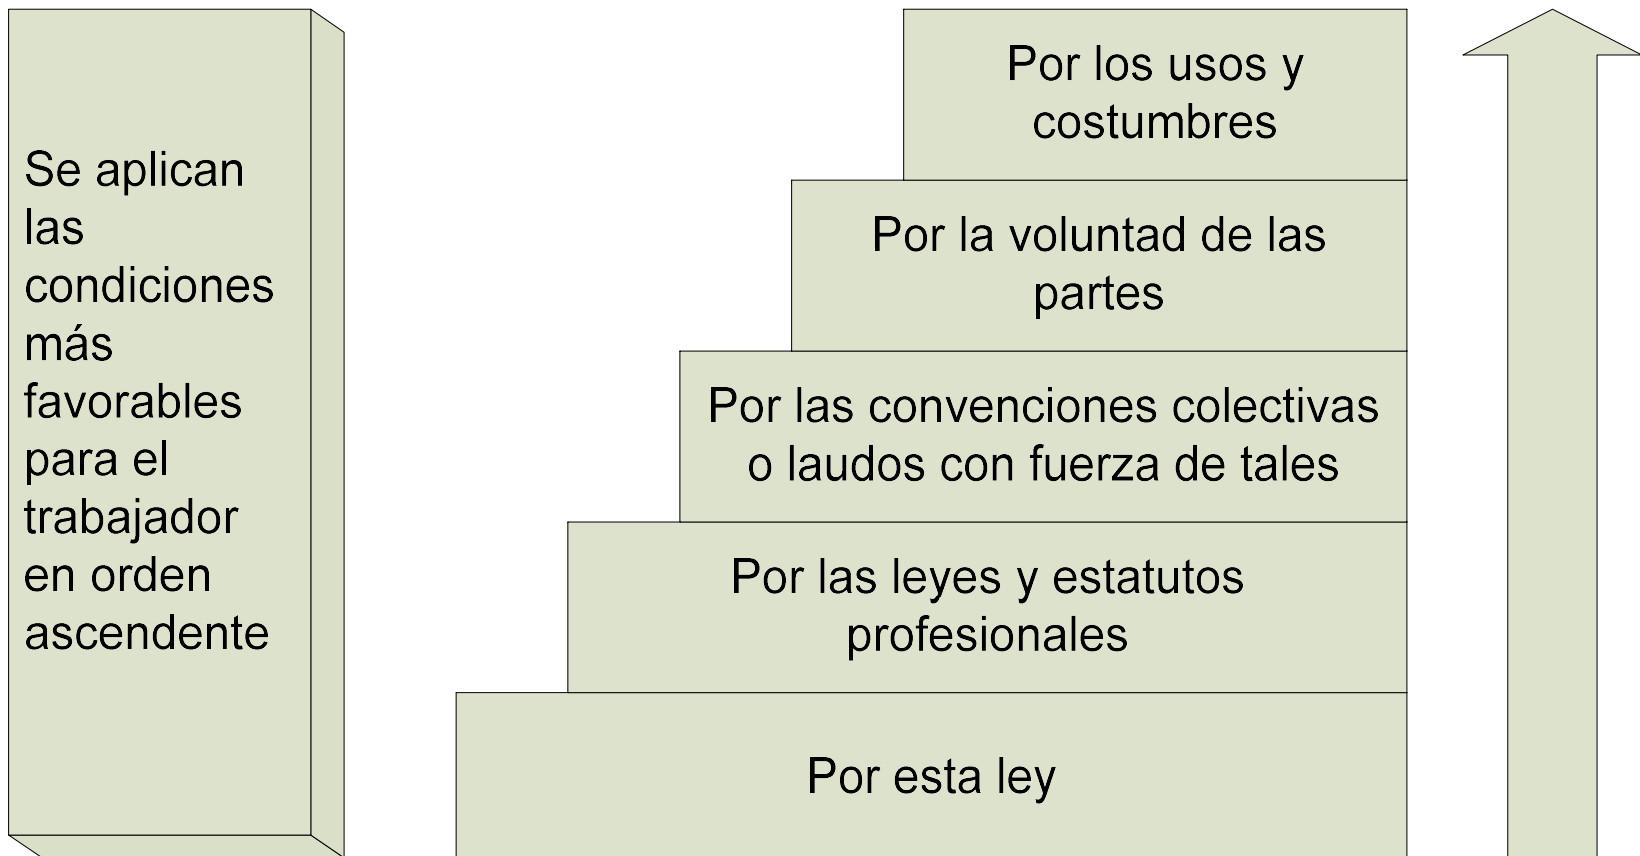 Se aplican
las
condiciones
más
favorables
para el
trabajador
en orden
ascendente
Por los usos y
costumbres
Por la voluntad de las
partes
Por las convenciones colectivas
o laudos con fuerza de tales
Por las leyes y estatutos
profesionales
Por esta ley